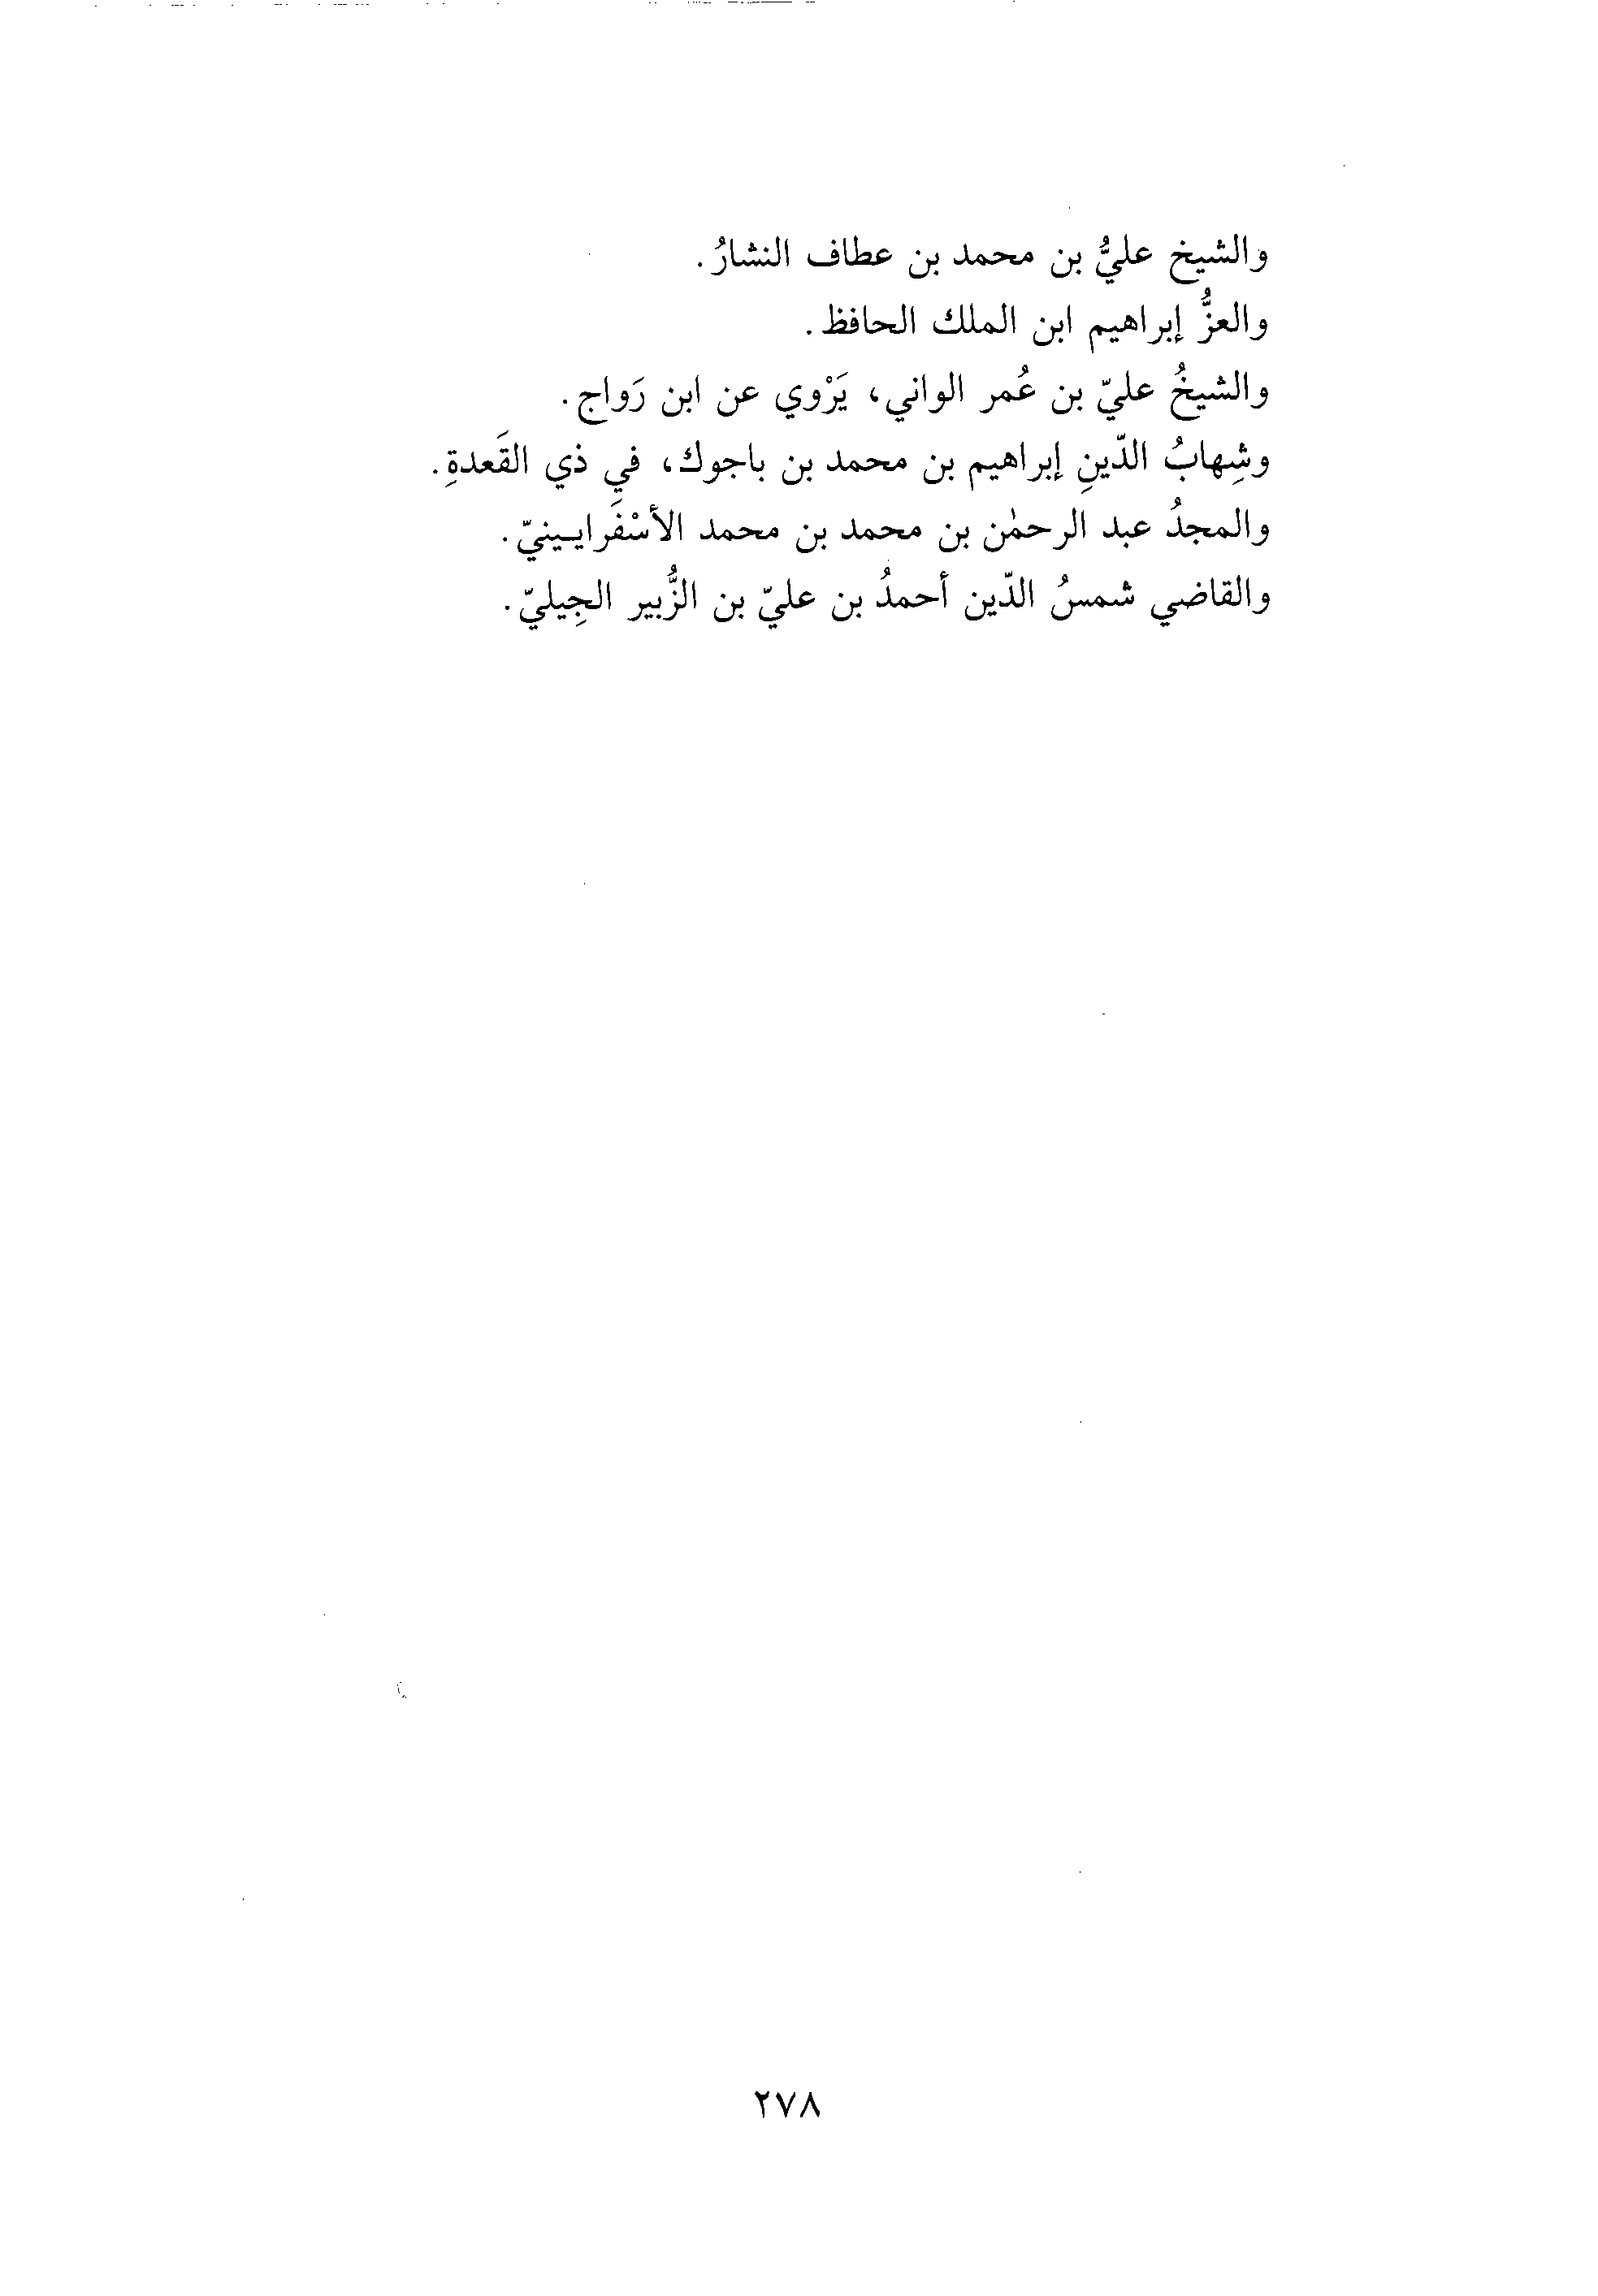 والشيخ عليُّ بن محمد بن عطاف النشارُ.
والعزُّ إبراهيم ابن الملك الحافظ.
والشيخُ عليّ بن عُمر الواني، يَرْوي عن ابن رَواج.
وشِهابُ الدّينِ إبراهيم بن محمد بن باجوك، في ذي القَعدةِ.
والمجدُ عبد الرحمٰن بن محمد بن محمد الأسْفَرايـينيّ.
والقاضي شمسُ الدّين أحمدُ بن عليّ بن الزُّبير الجِيليّ.
٢٧٨